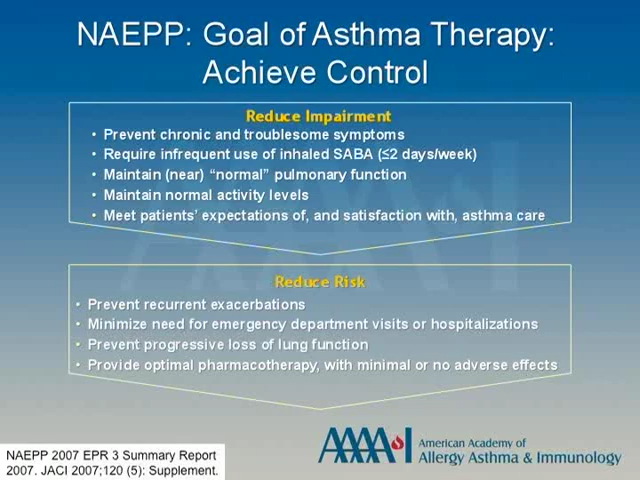 NAEPP: Goal of Asthma Therapy:
Achieve Control
Reduce Impairment
• Prevent chronic and troublesome symptoms
• Require infrequent use of inhaled SABA (≤2 days/week)
• Maintain (near) “normal” pulmonary function
• Maintain normal activity levels
• Meet patients’ expectations of, and satisfaction with, asthma care
Reduce Risk
• Prevent recurrent exacerbations
• Minimize need for emergency department visits or hospitalizations
• Prevent progressive loss of lung function
• Provide optimal pharmacotherapy, with minimal or no adverse effects
NAEPP 2007 EPR 3 Summary Report
2007. JACI 2007;120 (5): Supplement.
AAAAI
American Academy of
Allergy Asthma & Immunology